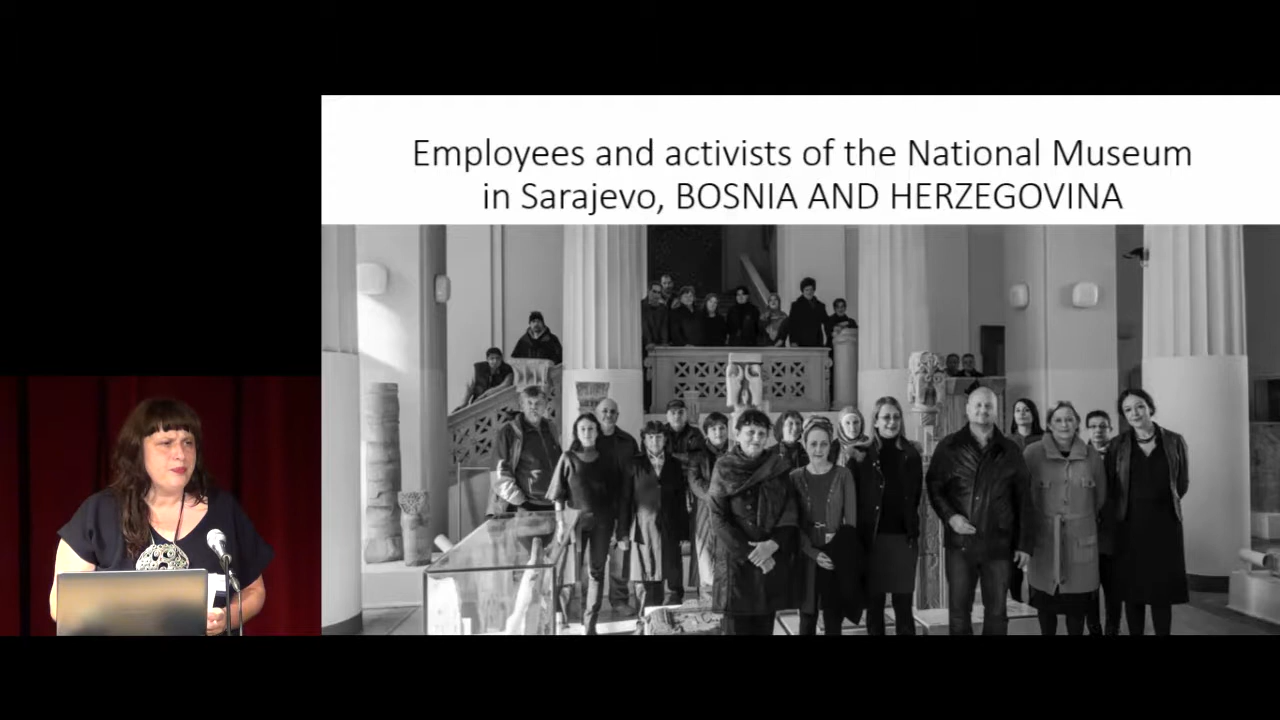 Employees and activists of the National Museum
in Sarajevo, BOSNIA AND HERZEGOVINA